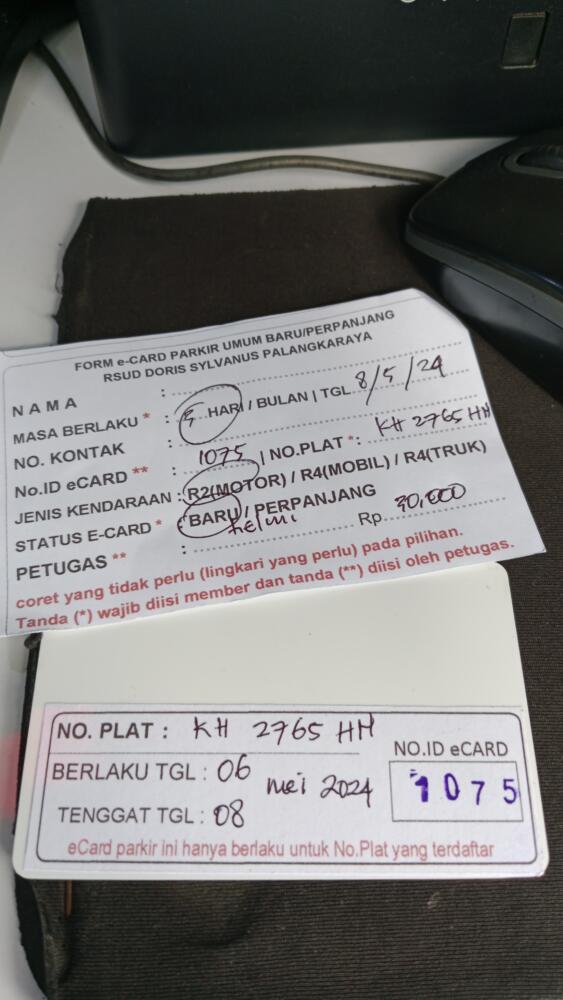 FORM e-CARD PARKIR UMUM BARU/PERPANJANG
RSUD DORIS SYLVANUS PALANGKARAYA
NAMA :
MASA BERLAKU * : HARI / BULAN | TGL 8/5/24
NO. KONTAK :
No.ID eCARD ** : 1075 | NO.PLAT *: KH 2765 HH
JENIS KENDARAAN : R2(MOTOR) / R4(MOBIL) / R4(TRUK)
STATUS E-CARD * : BARU / PERPANJANG
PETUGAS ** : helmi Rp. 30,000
coret yang tidak perlu (lingkari yang perlu) pada pilihan.
Tanda (*) wajib diisi member dan tanda (**) diisi oleh petugas.
NO. PLAT : KH 2765 HH
BERLAKU TGL : 06 mei 2024
TENGGAT TGL : 08
NO.ID eCARD
1075
eCard parkir ini hanya berlaku untuk No.Plat yang terdaftar